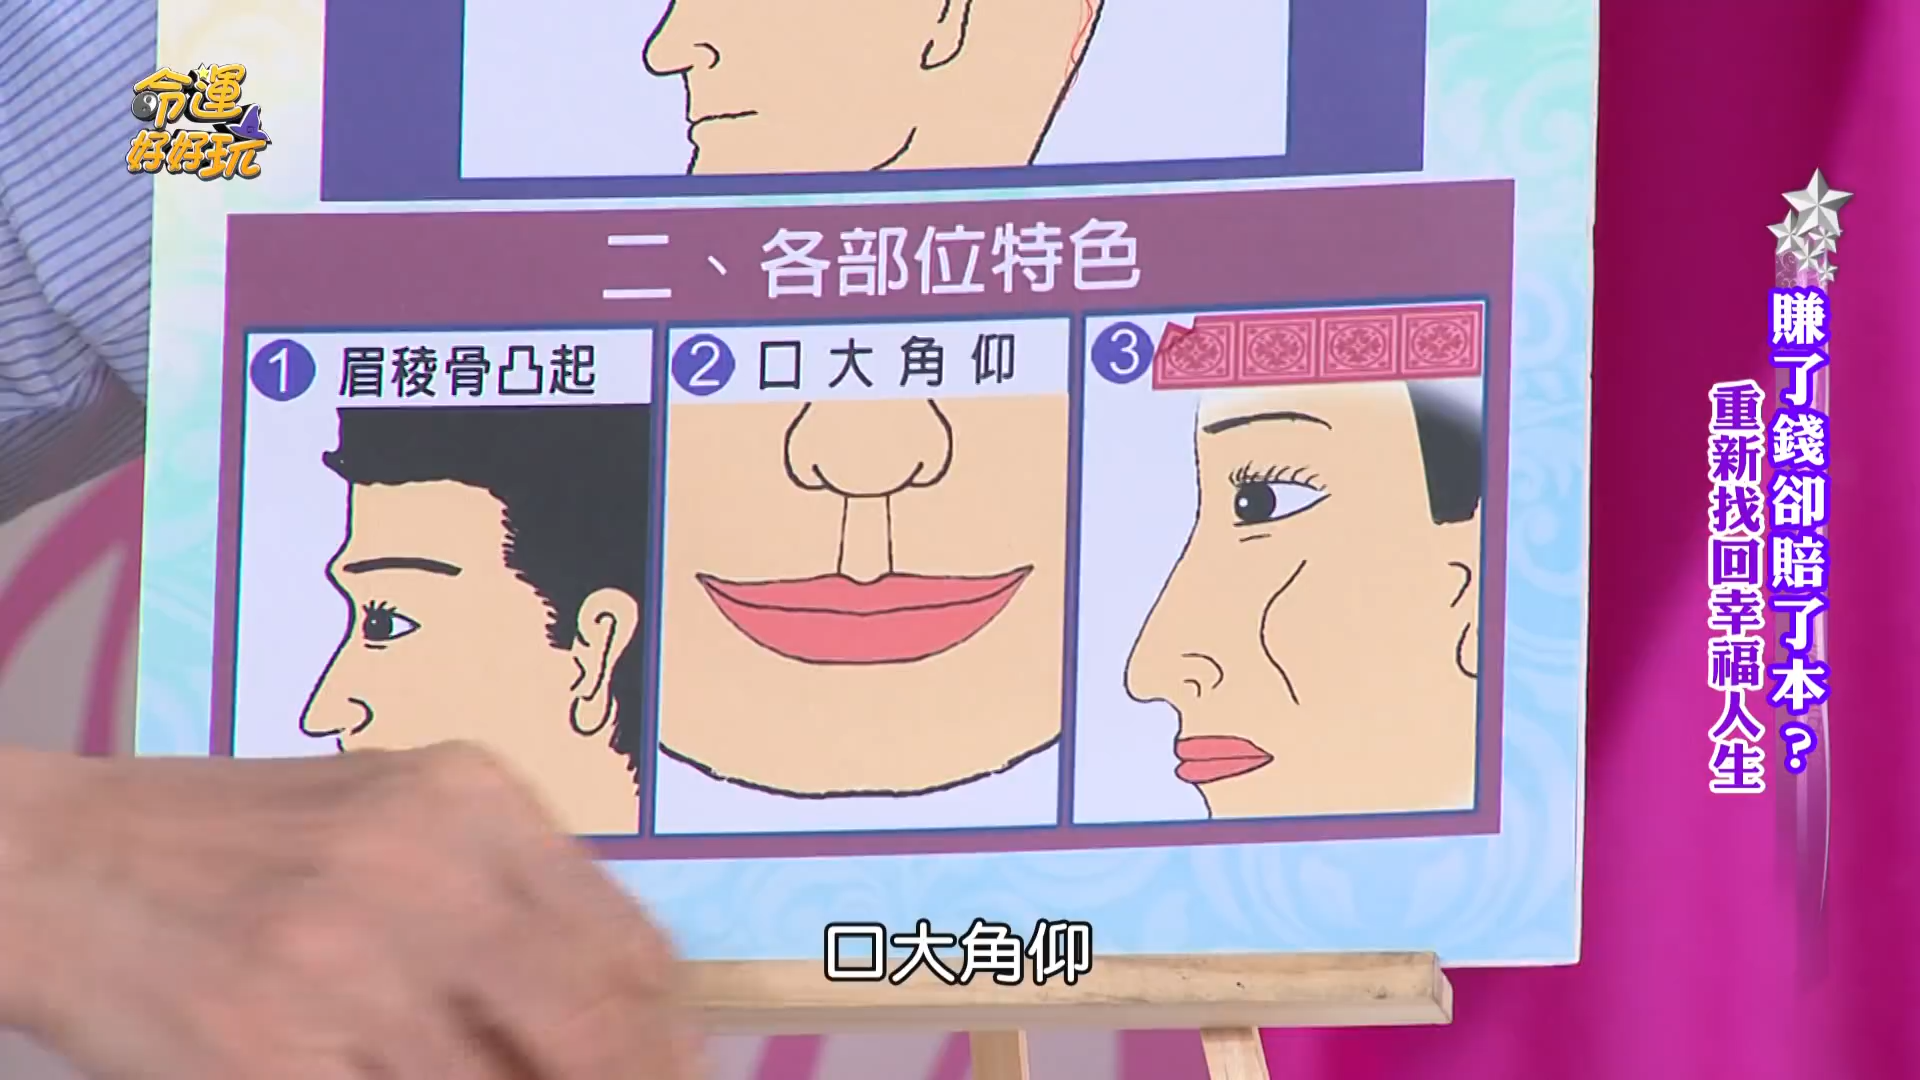 命運
好好玩
二、各部位特色
1 眉稜骨凸起
2 口大角仰
3
賺了錢卻賠了本?
重新找回幸福人生
口大角仰